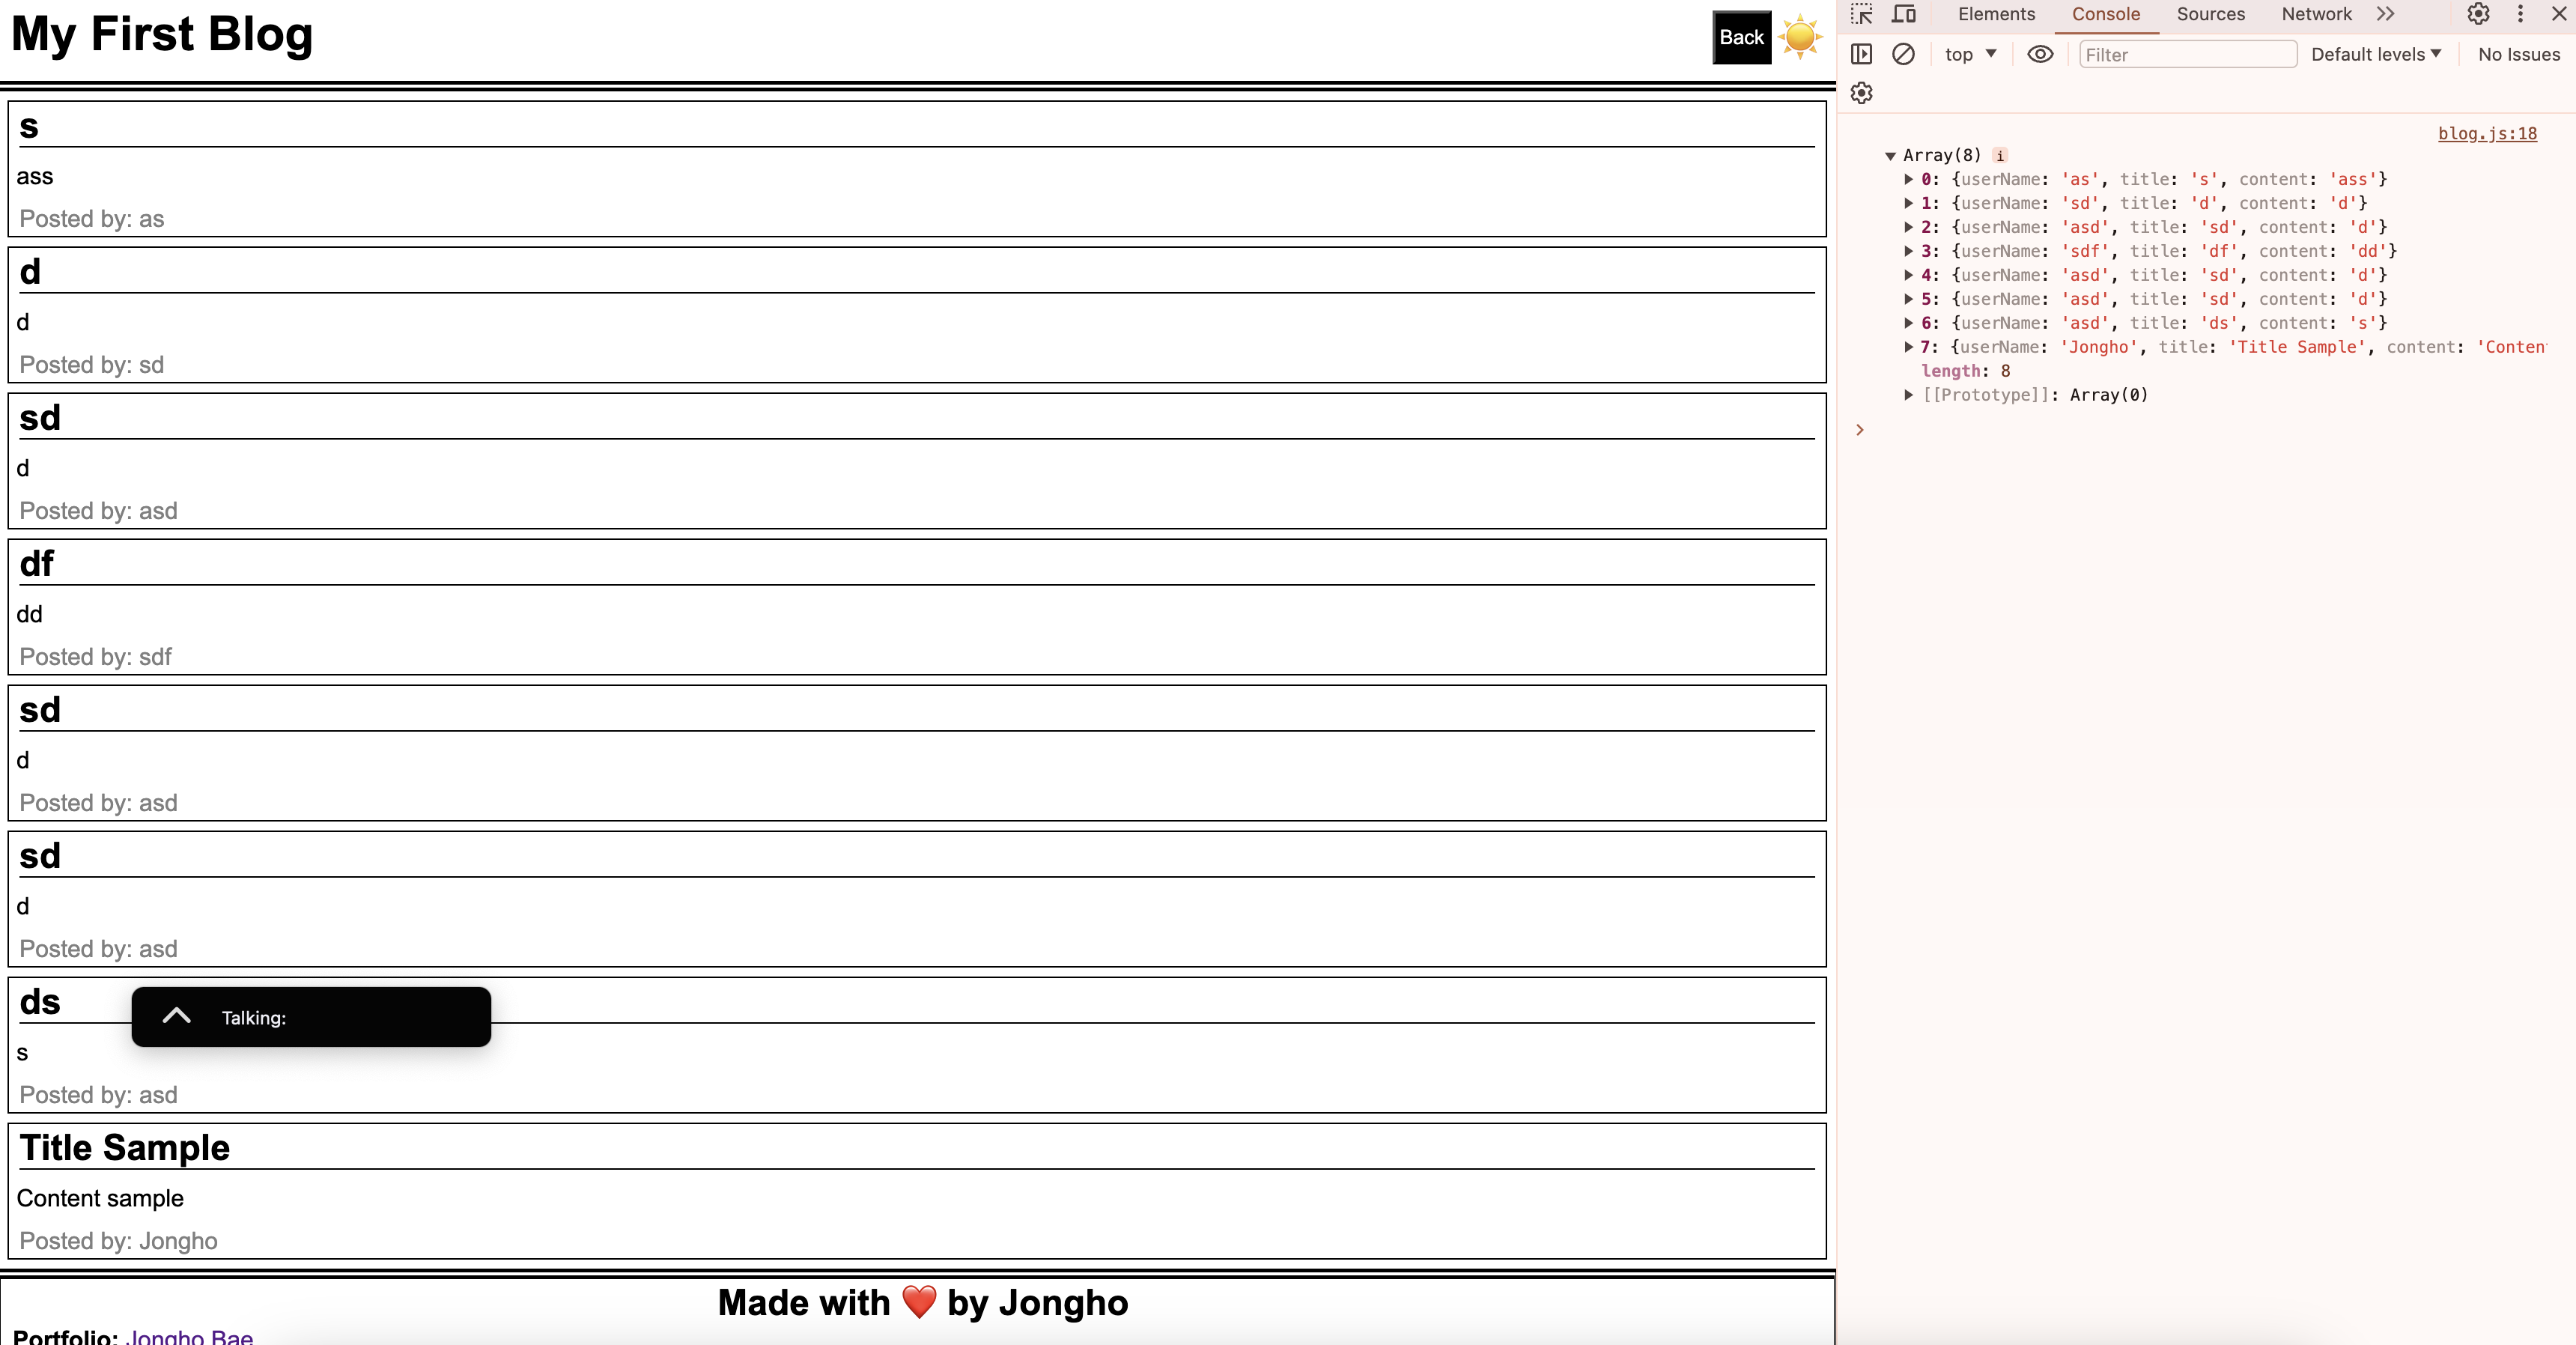 My First Blog
Back
s
ass
Posted by: as
d
d
Posted by: sd
sd
d
Posted by: asd
df
dd
Posted by: sdf
sd
d
Posted by: asd
sd
d
Posted by: asd
ds
Talking:
s
Posted by: asd
Title Sample
Content sample
Posted by: Jongho
Made with ❤️ by Jongho
Portfolio: Jongho Bae
Elements Console Sources Network
top Filter Default levels No Issues
blog.js:18
Array(8) i
0: {userName: 'as', title: 's', content: 'ass'}
1: {userName: 'sd', title: 'd', content: 'd'}
2: {userName: 'asd', title: 'sd', content: 'd'}
3: {userName: 'sdf', title: 'df', content: 'dd'}
4: {userName: 'asd', title: 'sd', content: 'd'}
5: {userName: 'asd', title: 'sd', content: 'd'}
6: {userName: 'asd', title: 'ds', content: 's'}
7: {userName: 'Jongho', title: 'Title Sample', content: 'Conten
length: 8
[[Prototype]]: Array(0)